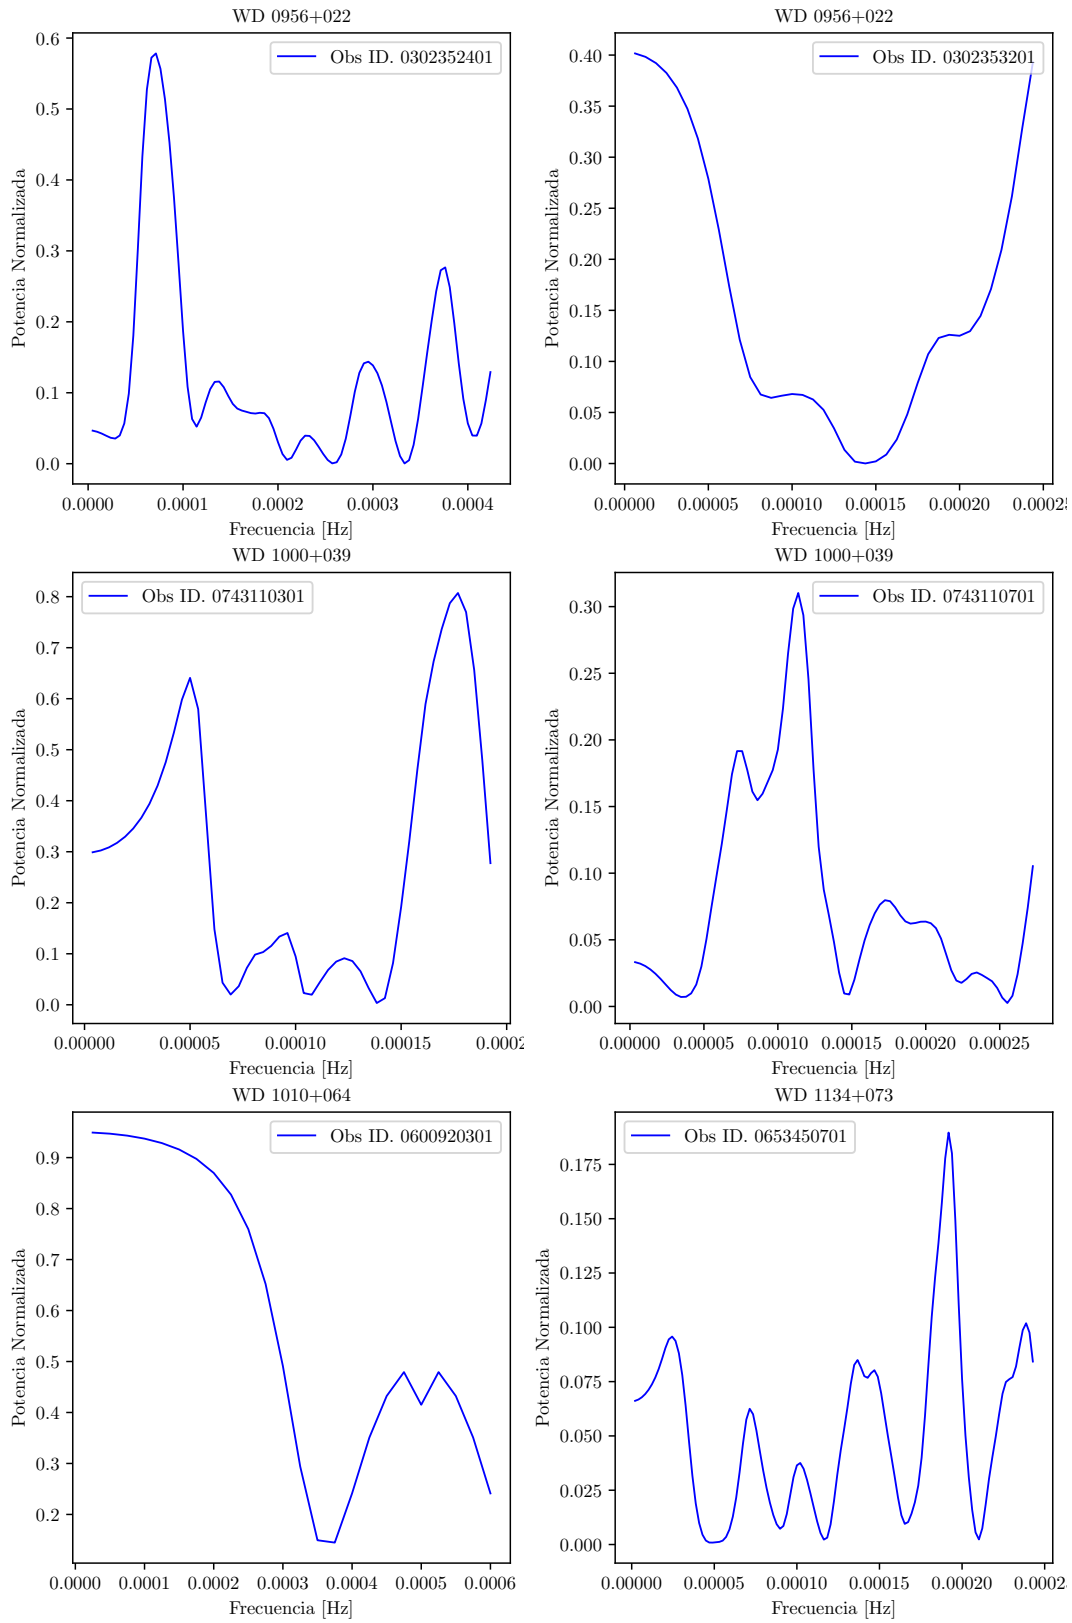 WD 0956+022
Obs ID. 0302352401
Potencia Normalizada
0.6
0.5
0.4
0.3
0.2
0.1
0.0
0.0000 0.0001 0.0002 0.0003 0.0004
Frecuencia [Hz]
WD 0956+022
Obs ID. 0302353201
Potencia Normalizada
0.40
0.35
0.30
0.25
0.20
0.15
0.10
0.05
0.00
0.00000 0.00005 0.00010 0.00015 0.00020 0.00025
Frecuencia [Hz]
WD 1000+039
Obs ID. 0743110301
Potencia Normalizada
0.8
0.7
0.6
0.5
0.4
0.3
0.2
0.1
0.0
0.00000 0.00005 0.00010 0.00015 0.0002
Frecuencia [Hz]
WD 1000+039
Obs ID. 0743110701
Potencia Normalizada
0.30
0.25
0.20
0.15
0.10
0.05
0.00
0.00000 0.00005 0.00010 0.00015 0.00020 0.00025
Frecuencia [Hz]
WD 1010+064
Obs ID. 0600920301
Potencia Normalizada
0.9
0.8
0.7
0.6
0.5
0.4
0.3
0.2
0.0000 0.0001 0.0002 0.0003 0.0004 0.0005 0.0006
Frecuencia [Hz]
WD 1134+073
Obs ID. 0653450701
Potencia Normalizada
0.175
0.150
0.125
0.100
0.075
0.050
0.025
0.000
0.00000 0.00005 0.00010 0.00015 0.00020 0.00025
Frecuencia [Hz]